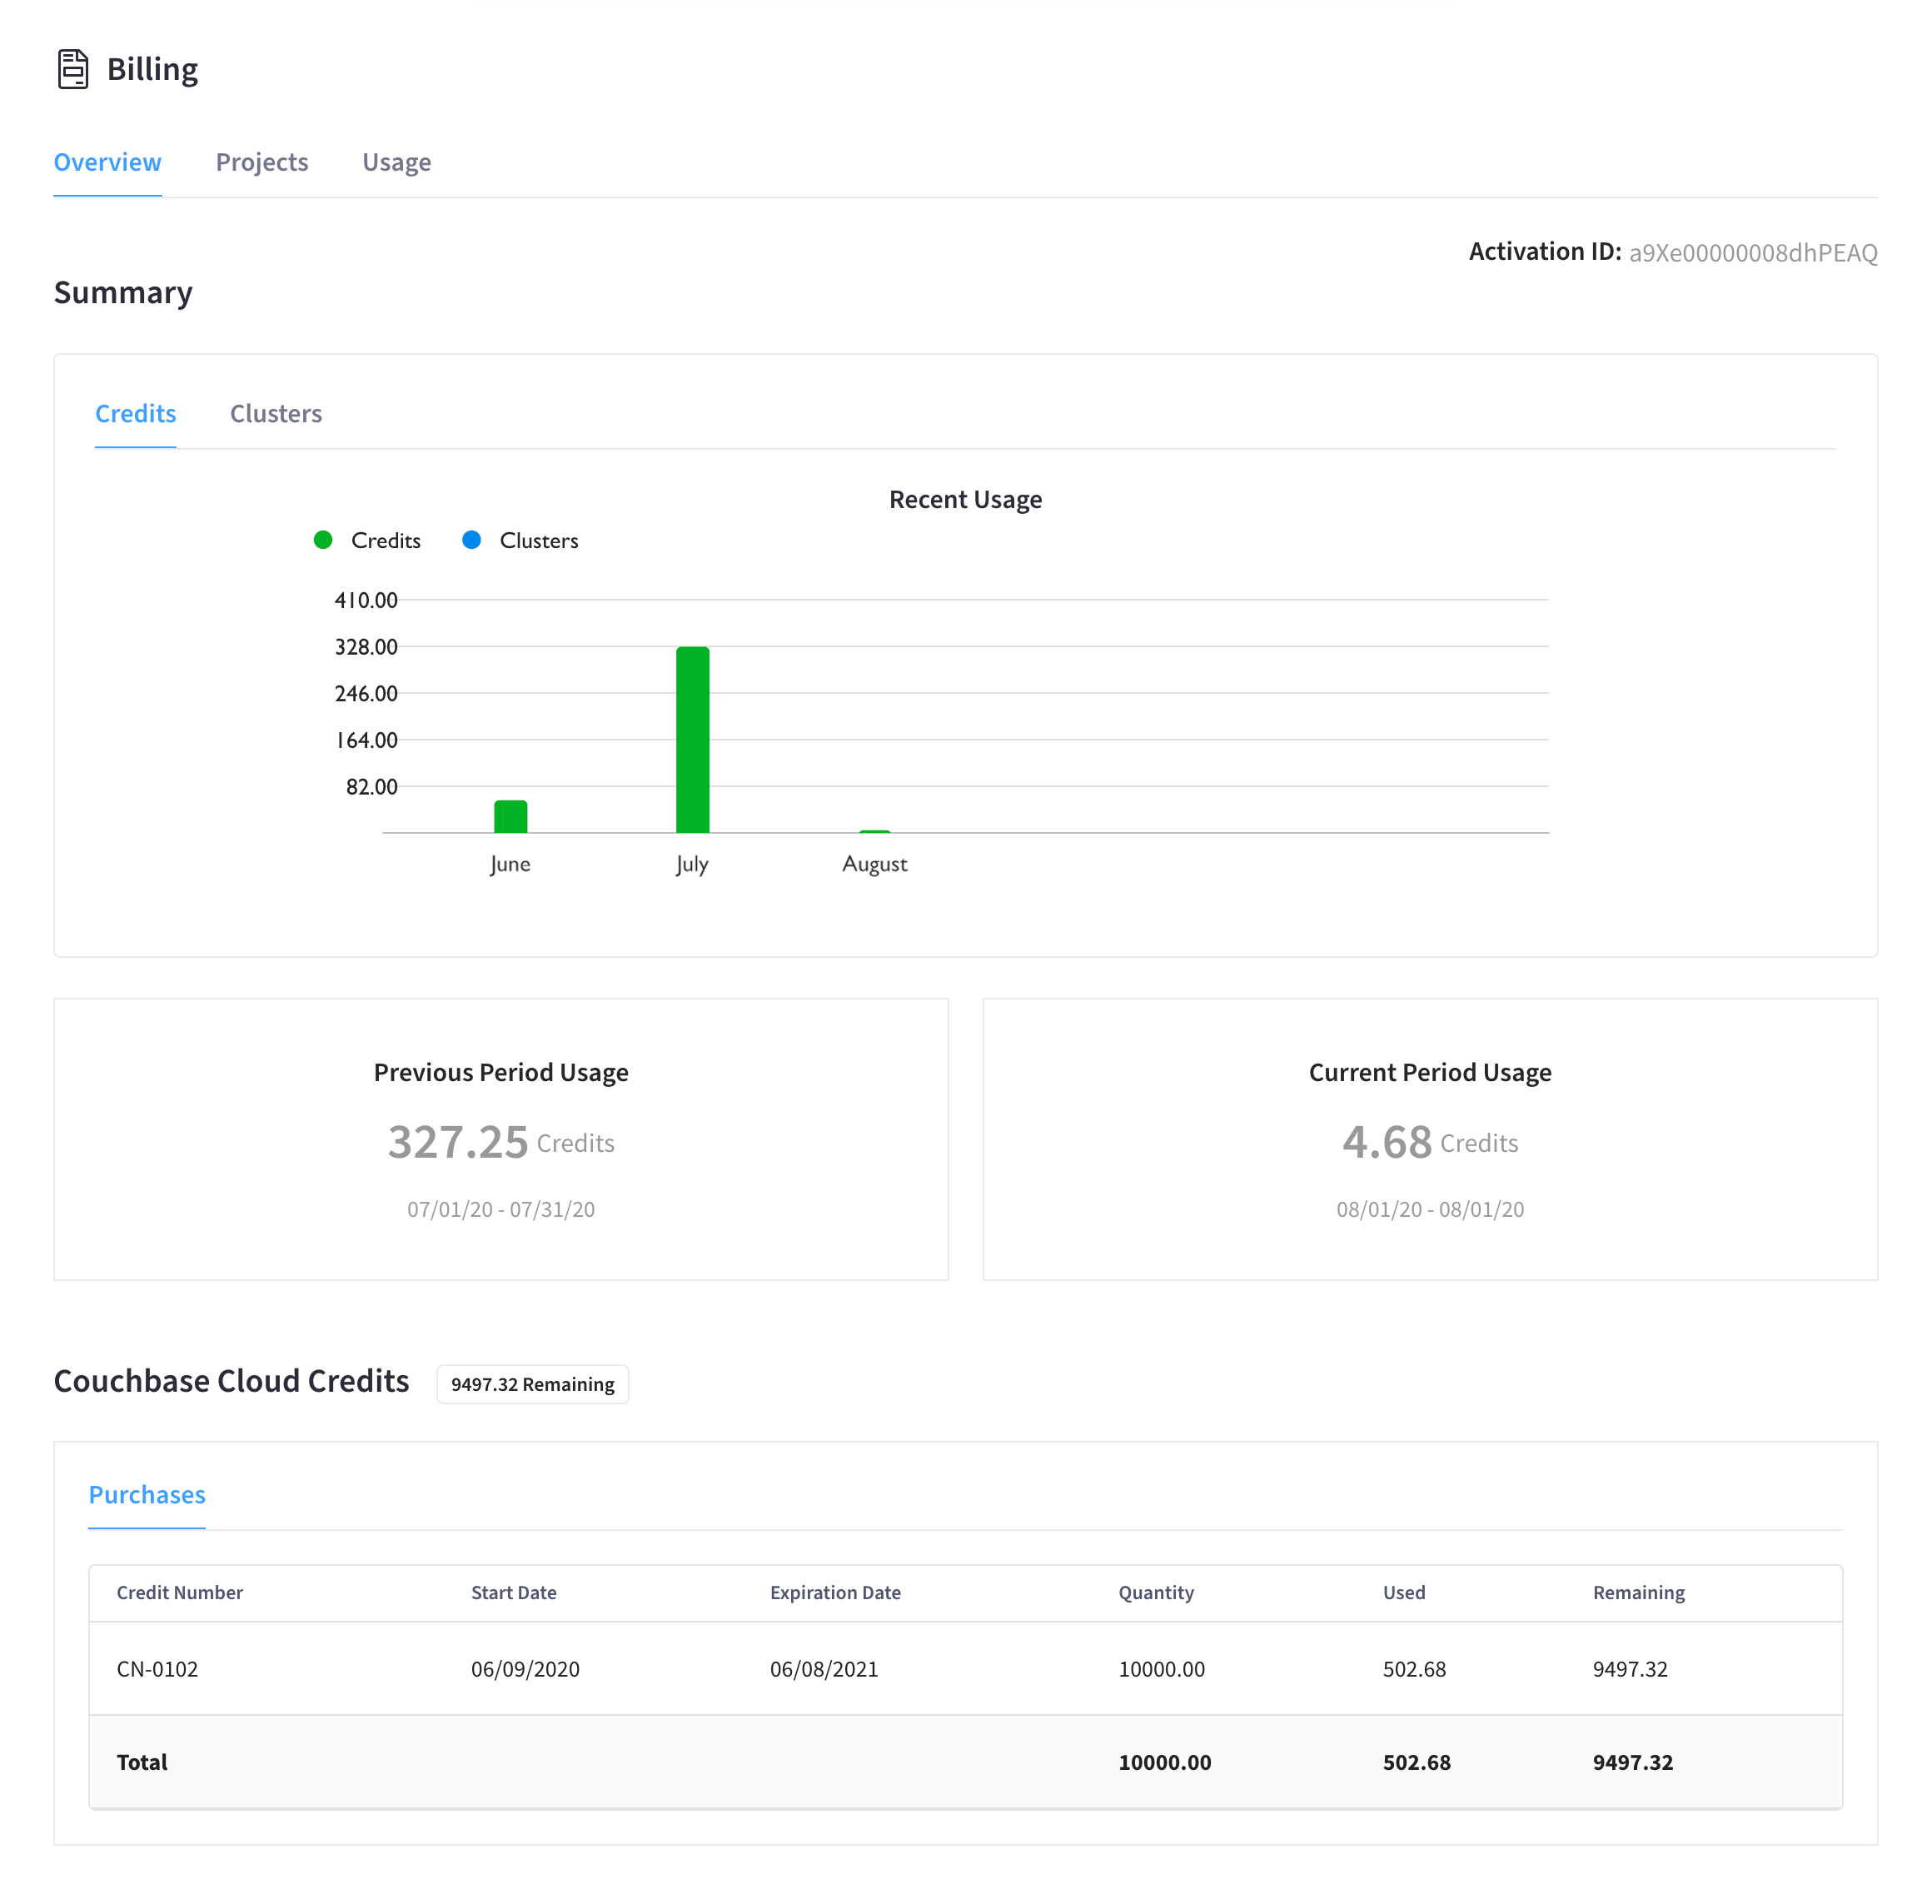 Billing
Overview Projects Usage
Activation ID: a9Xe00000008dhPEAQ
Summary
Credits Clusters
Recent Usage
Credits Clusters
410.00
328.00
246.00
164.00
82.00
June July August
Previous Period Usage
327.25 Credits
07/01/20 - 07/31/20
Current Period Usage
4.68 Credits
08/01/20 - 08/01/20
Couchbase Cloud Credits 9497.32 Remaining
Purchases
Credit Number Start Date Expiration Date Quantity Used Remaining
CN-0102 06/09/2020 06/08/2021 10000.00 502.68 9497.32
Total 10000.00 502.68 9497.32